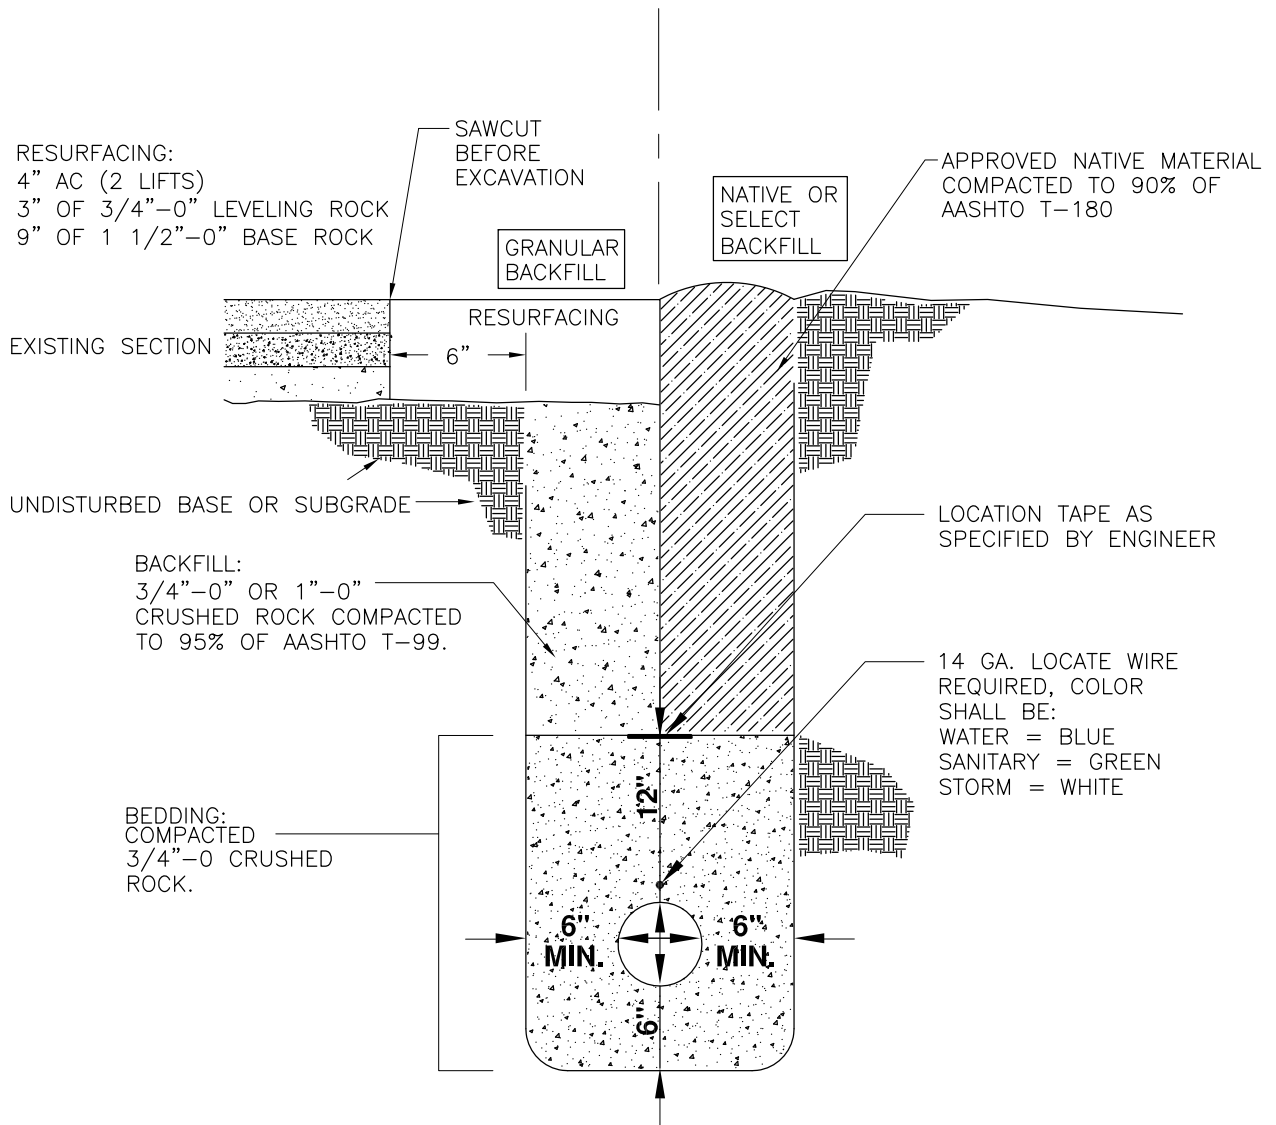 RESURFACING:
4" AC (2 LIFTS)
3" OF 3/4"-0" LEVELING ROCK
9" OF 1 1/2"-0" BASE ROCK
SAWCUT
BEFORE
EXCAVATION
GRANULAR
BACKFILL
NATIVE OR
SELECT
BACKFILL
APPROVED NATIVE MATERIAL
COMPACTED TO 90% OF
AASHTO T-180
RESURFACING
EXISTING SECTION
6"
UNDISTURBED BASE OR SUBGRADE
LOCATION TAPE AS
SPECIFIED BY ENGINEER
BACKFILL:
3/4"-0" OR 1"-0"
CRUSHED ROCK COMPACTED
TO 95% OF AASHTO T-99.
14 GA. LOCATE WIRE
REQUIRED, COLOR
SHALL BE:
WATER = BLUE
SANITARY = GREEN
STORM = WHITE
12"
BEDDING:
COMPACTED
3/4"-0 CRUSHED
ROCK.
6"
MIN.
6"
MIN.
6"